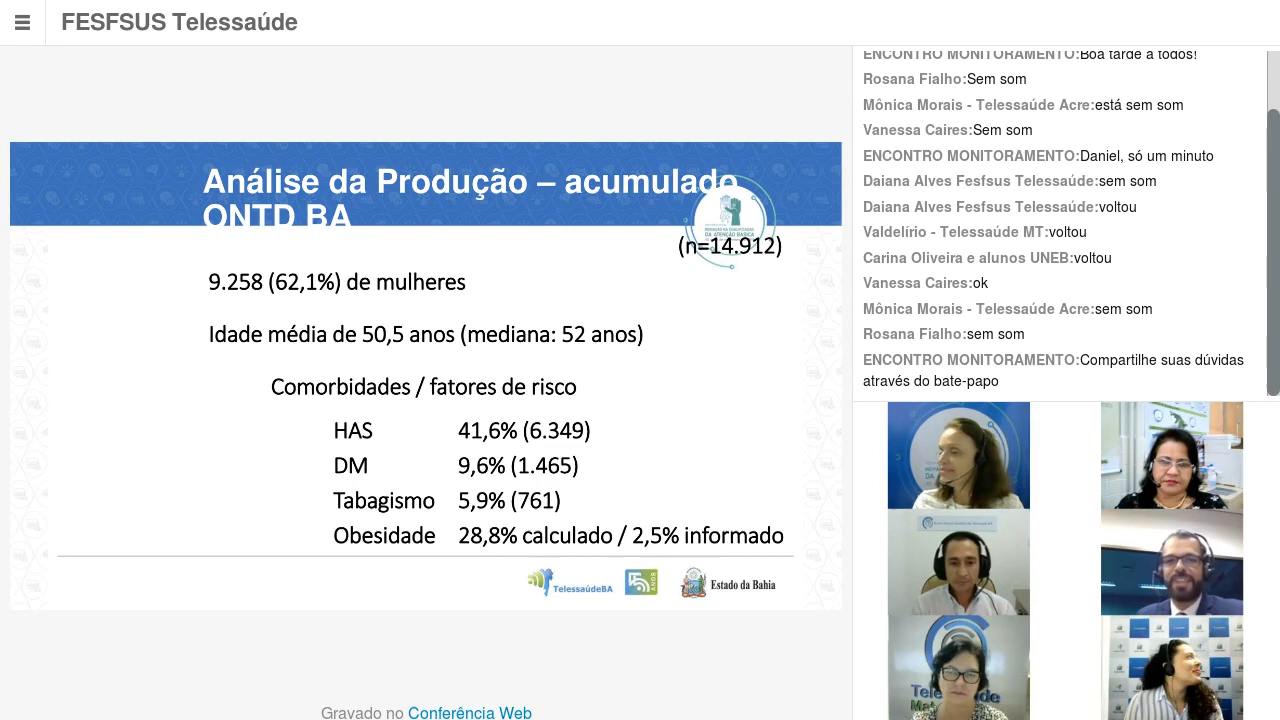 FESFSUS Telessaúde
Análise da Produção – acumulado
ONTD BA
DA ATENÇÃO BÁSICA
(n=14.912)
9.258 (62,1%) de mulheres
Idade média de 50,5 anos (mediana: 52 anos)
Comorbidades / fatores de risco
HAS 41,6% (6.349)
DM 9,6% (1.465)
Tabagismo 5,9% (761)
Obesidade 28,8% calculado / 2,5% informado
TelessaúdeBA
ANOS
Estado da Bahia
Gravado no Conferência Web
ENCONTRO MONITORAMENTO:Boa tarde a todos!
Rosana Fialho:Sem som
Mônica Morais - Telessaúde Acre:está sem som
Vanessa Caires:Sem som
ENCONTRO MONITORAMENTO:Daniel, só um minuto
Daiana Alves Fesfsus Telessaúde:sem som
Daiana Alves Fesfsus Telessaúde:voltou
Valdelírio - Telessaúde MT:voltou
Carina Oliveira e alunos UNEB:voltou
Vanessa Caires:ok
Mônica Morais - Telessaúde Acre:sem som
Rosana Fialho:sem som
ENCONTRO MONITORAMENTO:Compartilhe suas dúvidas
através do bate-papo